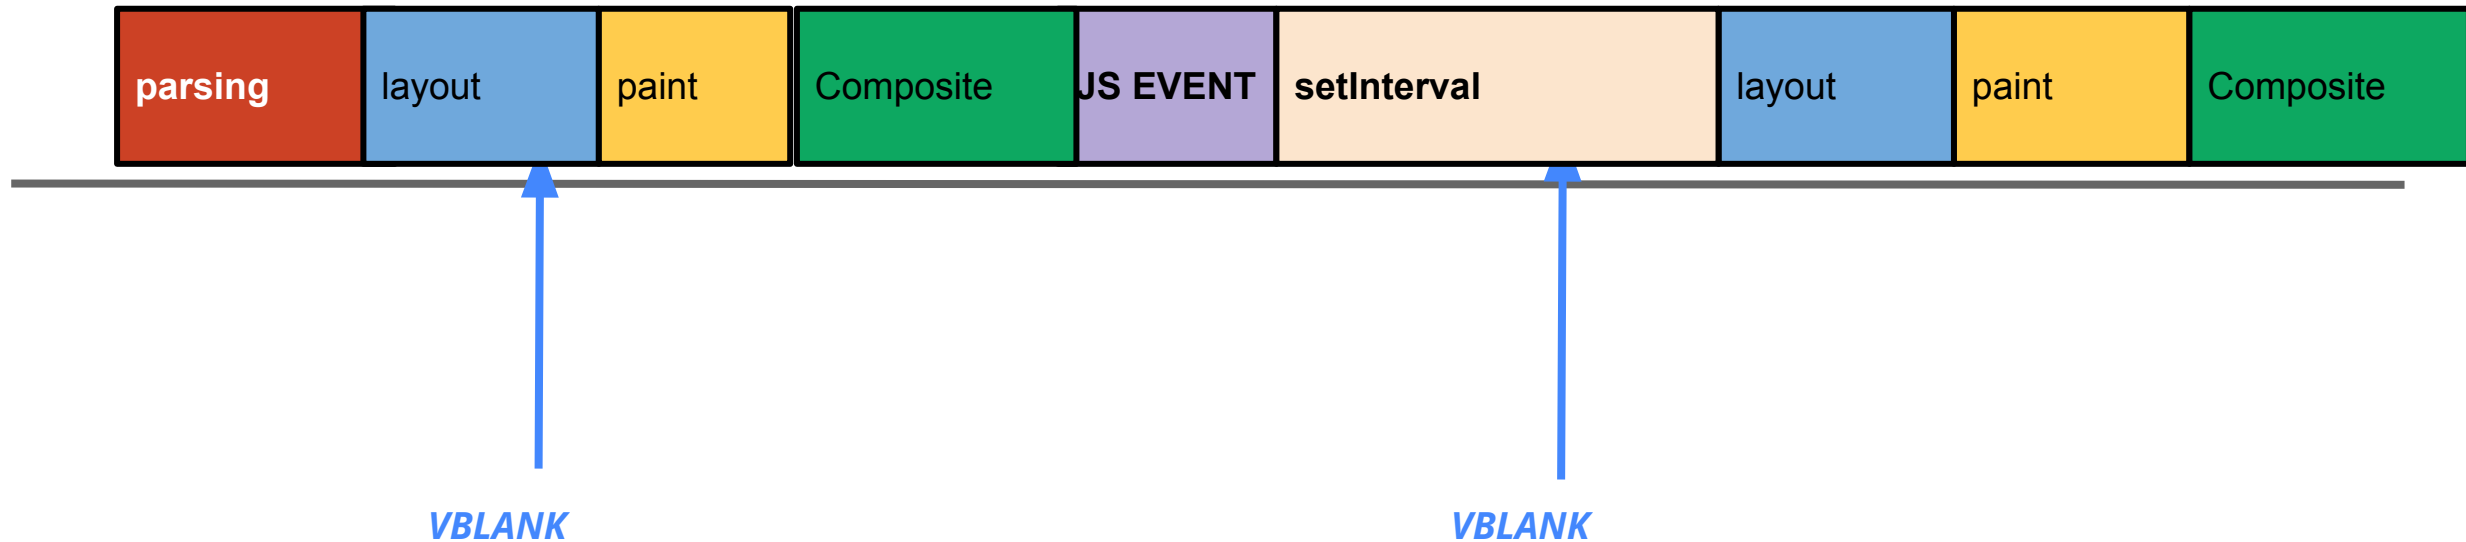 parsing
layout
paint
Composite
JS EVENT
setInterval
layout
paint
Composite
VBLANK
VBLANK